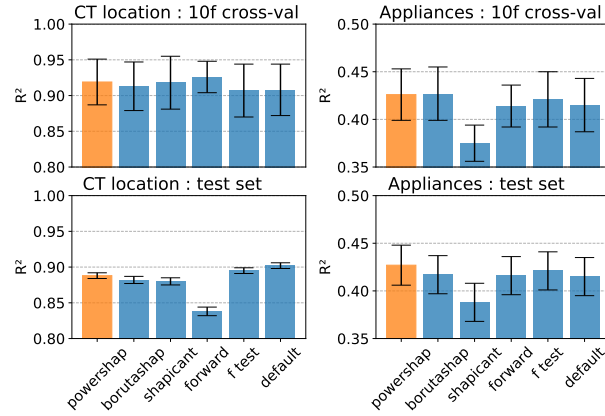 CT location : 10f cross-val
1.00
0.95
0.90
0.85
0.80
R²
Appliances : 10f cross-val
0.50
0.45
0.40
0.35
R²
CT location : test set
1.00
0.95
0.90
0.85
0.80
R²
powershap
borutashap
shapicant
forward
f test
default
Appliances : test set
0.50
0.45
0.40
0.35
R²
powershap
borutashap
shapicant
forward
f test
default